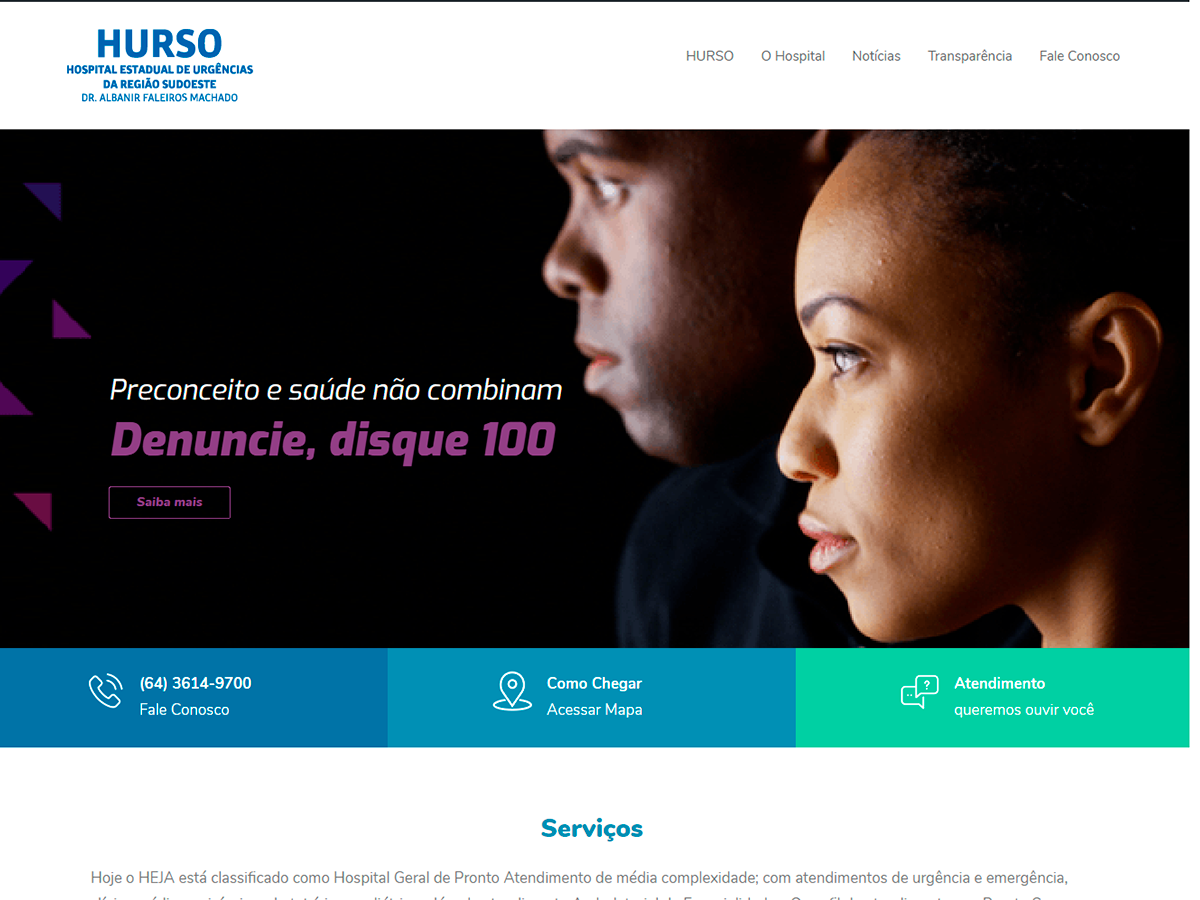 HURSO
HOSPITAL ESTADUAL DE URGÊNCIAS
DA REGIÃO SUDOESTE
DR. ALBANIR FALEIROS MACHADO
HURSO O Hospital Notícias Transparência Fale Conosco
Preconceito e saúde não combinam
Denuncie, disque 100
Saiba mais
(64) 3614-9700
Fale Conosco
Como Chegar
Acessar Mapa
Atendimento
queremos ouvir você
Serviços
Hoje o HEJA está classificado como Hospital Geral de Pronto Atendimento de média complexidade; com atendimentos de urgência e emergência,